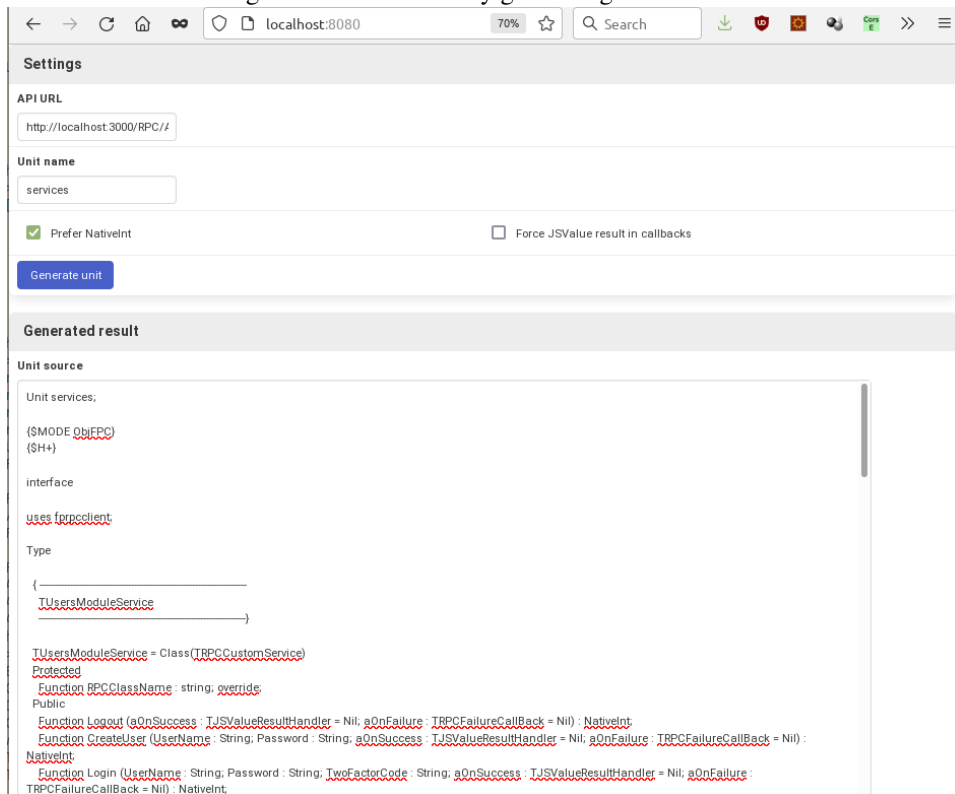 localhost:8080
70%
Search
Cors
E
Settings
API URL
http://localhost:3000/RPC/A
Unit name
services
Prefer NativeInt
Force JSValue result in callbacks
Generate unit
Generated result
Unit source
Unit services;
{$MODE ObjFPC}
{$H+}
interface
uses fprpcclient;
Type
{ --------------------------------------------------------------------
TUsersModuleService
--------------------------------------------------------------------}
TUsersModuleService = Class(TRPCCustomService)
Protected
Function RPCClassName : string; override;
Public
Function Logout (aOnSuccess : TJSValueResultHandler = Nil; aOnFailure : TRPCFailureCallBack = Nil) : NativeInt;
Function CreateUser (UserName : String; Password : String; aOnSuccess : TJSValueResultHandler = Nil; aOnFailure : TRPCFailureCallBack = Nil) :
NativeInt;
Function Login (UserName : String; Password : String; TwoFactorCode : String; aOnSuccess : TJSValueResultHandler = Nil; aOnFailure :
TRPCFailureCallBack = Nil) : NativeInt;